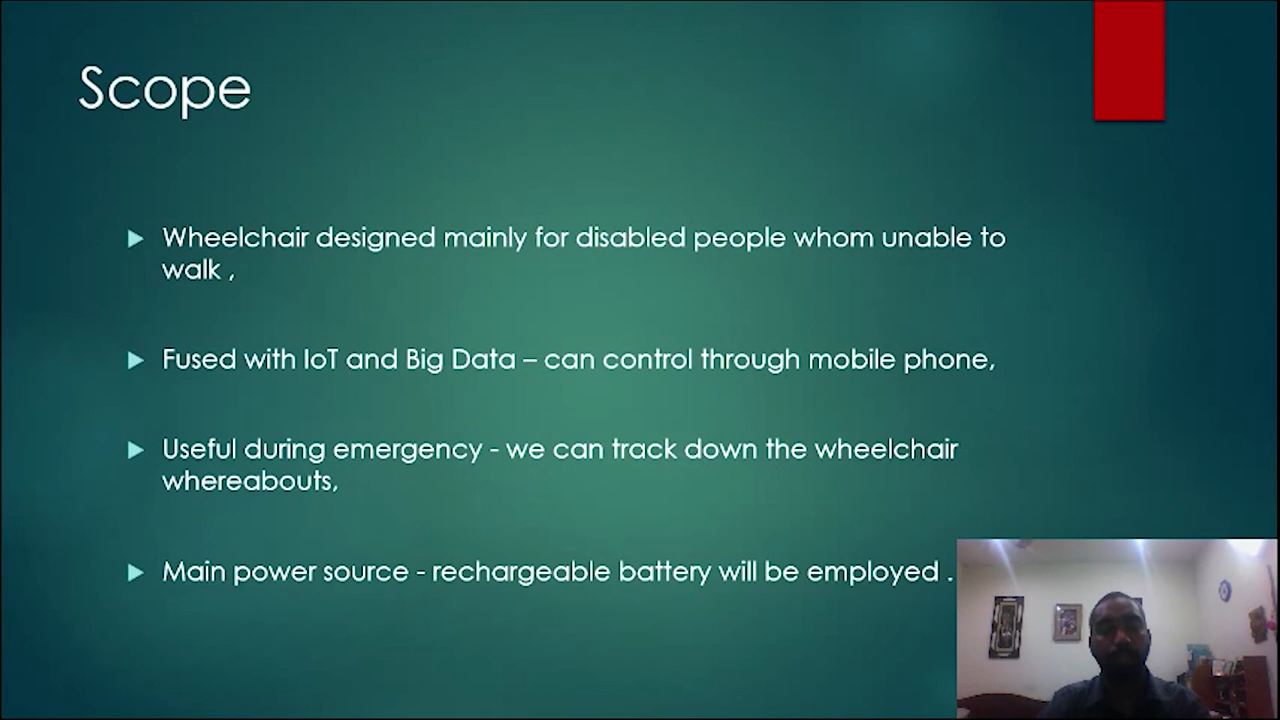 Scope
Wheelchair designed mainly for disabled people whom unable to
walk ,
Fused with IoT and Big Data – can control through mobile phone,
Useful during emergency - we can track down the wheelchair
whereabouts,
Main power source - rechargeable battery will be employed .